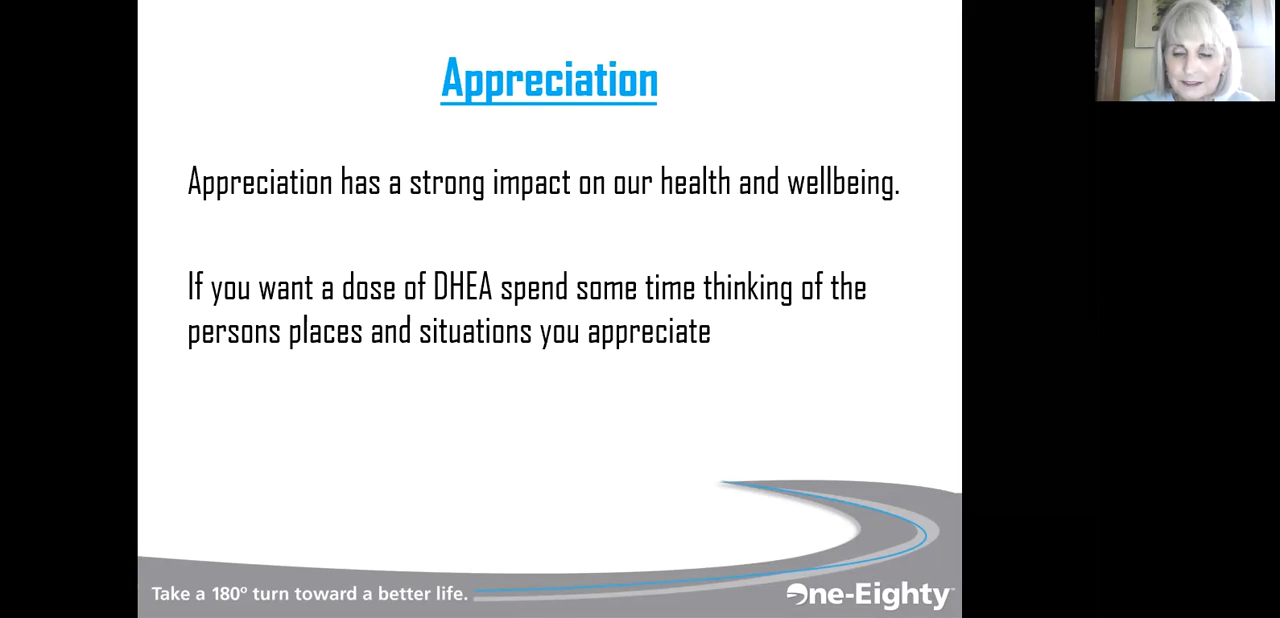 Appreciation
Appreciation has a strong impact on our health and wellbeing.
If you want a dose of DHEA spend some time thinking of the
persons places and situations you appreciate
Take a 180° turn toward a better life.
One-Eighty